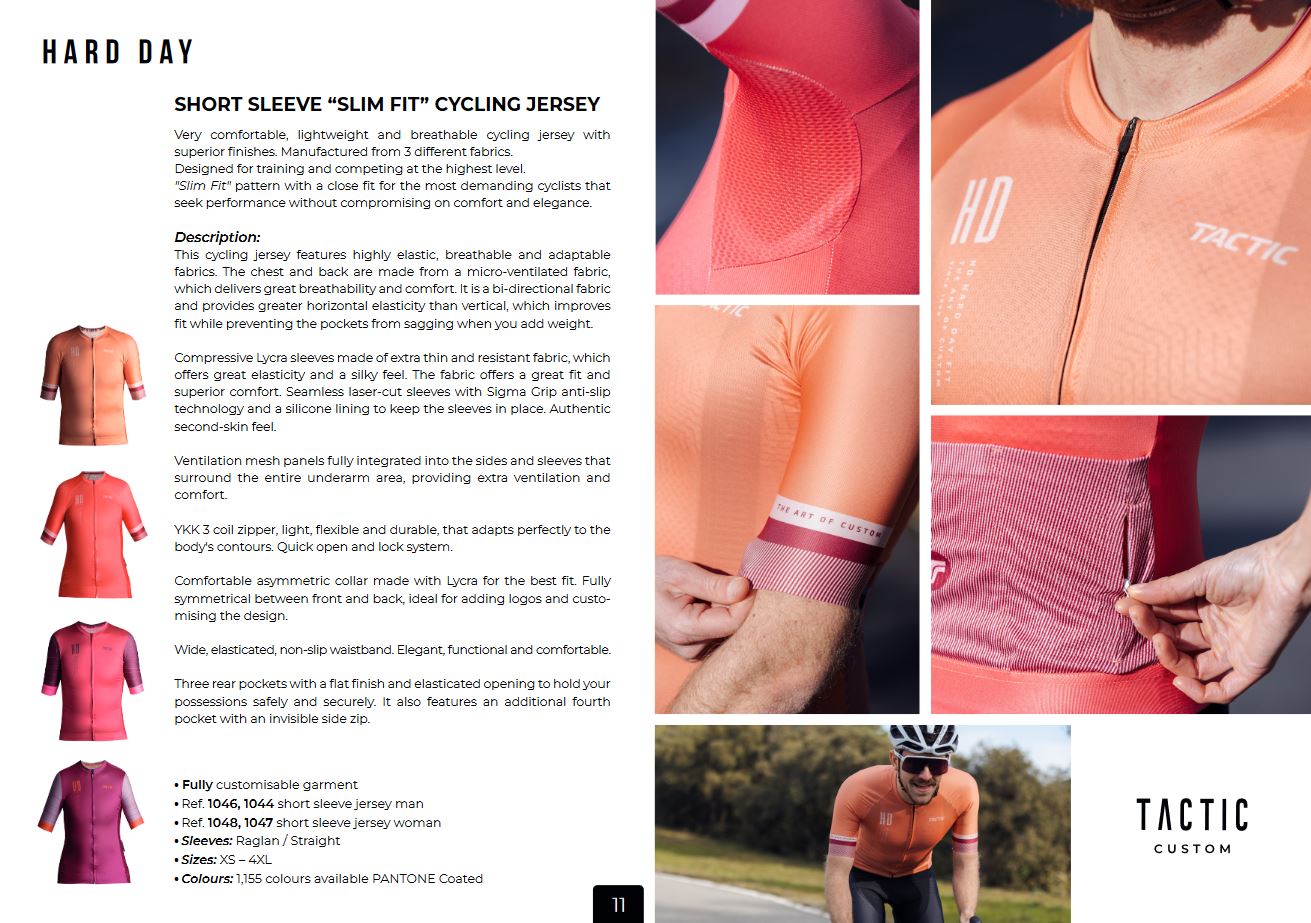 HARD DAY
SHORT SLEEVE “SLIM FIT” CYCLING JERSEY
Very comfortable, lightweight and breathable cycling jersey with
superior finishes. Manufactured from 3 different fabrics.
Designed for training and competing at the highest level.
"Slim Fit" pattern with a close fit for the most demanding cyclists that
seek performance without compromising on comfort and elegance.
Description:
This cycling jersey features highly elastic, breathable and adaptable
fabrics. The chest and back are made from a micro-ventilated fabric,
which delivers great breathability and comfort. It is a bi-directional fabric
and provides greater horizontal elasticity than vertical, which improves
fit while preventing the pockets from sagging when you add weight.
Compressive Lycra sleeves made of extra thin and resistant fabric, which
offers great elasticity and a silky feel. The fabric offers a great fit and
superior comfort. Seamless laser-cut sleeves with Sigma Grip anti-slip
technology and a silicone lining to keep the sleeves in place. Authentic
second-skin feel.
Ventilation mesh panels fully integrated into the sides and sleeves that
surround the entire underarm area, providing extra ventilation and
comfort.
YKK 3 coil zipper, light, flexible and durable, that adapts perfectly to the
body's contours. Quick open and lock system.
Comfortable asymmetric collar made with Lycra for the best fit. Fully
symmetrical between front and back, ideal for adding logos and custo-
mising the design.
Wide, elasticated, non-slip waistband. Elegant, functional and comfortable.
Three rear pockets with a flat finish and elasticated opening to hold your
possessions safely and securely. It also features an additional fourth
pocket with an invisible side zip.
• Fully customisable garment
• Ref. 1046, 1044 short sleeve jersey man
• Ref. 1048, 1047 short sleeve jersey woman
• Sleeves: Raglan / Straight
• Sizes: XS – 4XL
• Colours: 1,155 colours available PANTONE Coated
11
HD
TACTIC
NO HARD DAY FIT
THE ART OF CUSTOM
THE ART OF CUSTOM
HD
TACTIC
TACTIC
CUSTOM